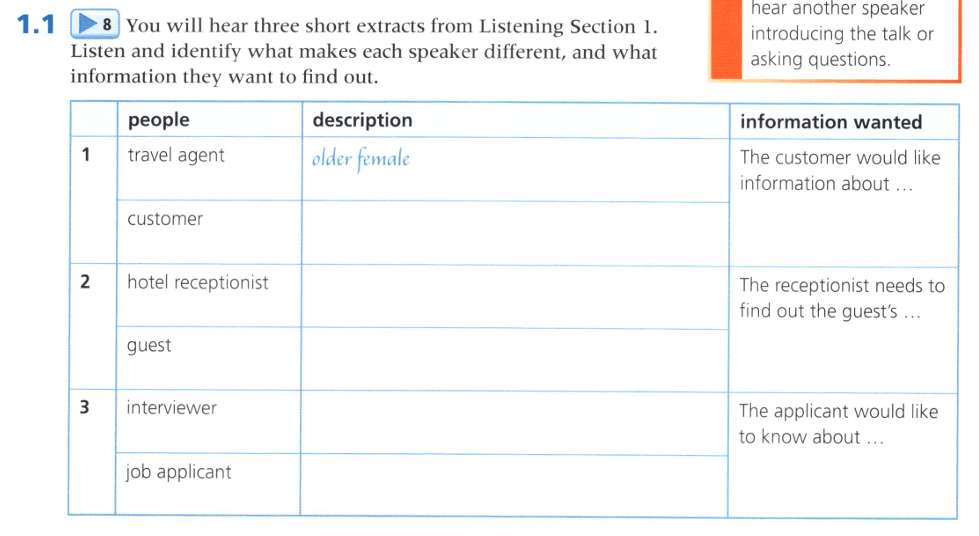 hear another speaker
introducing the talk or
asking questions.
1.1 8 You will hear three short extracts from Listening Section 1.
Listen and identify what makes each speaker different, and what
information they want to find out.
people description information wanted
1 travel agent older female The customer would like
information about ...
customer
2 hotel receptionist The receptionist needs to
find out the guest's ...
guest
3 interviewer The applicant would like
to know about ...
job applicant